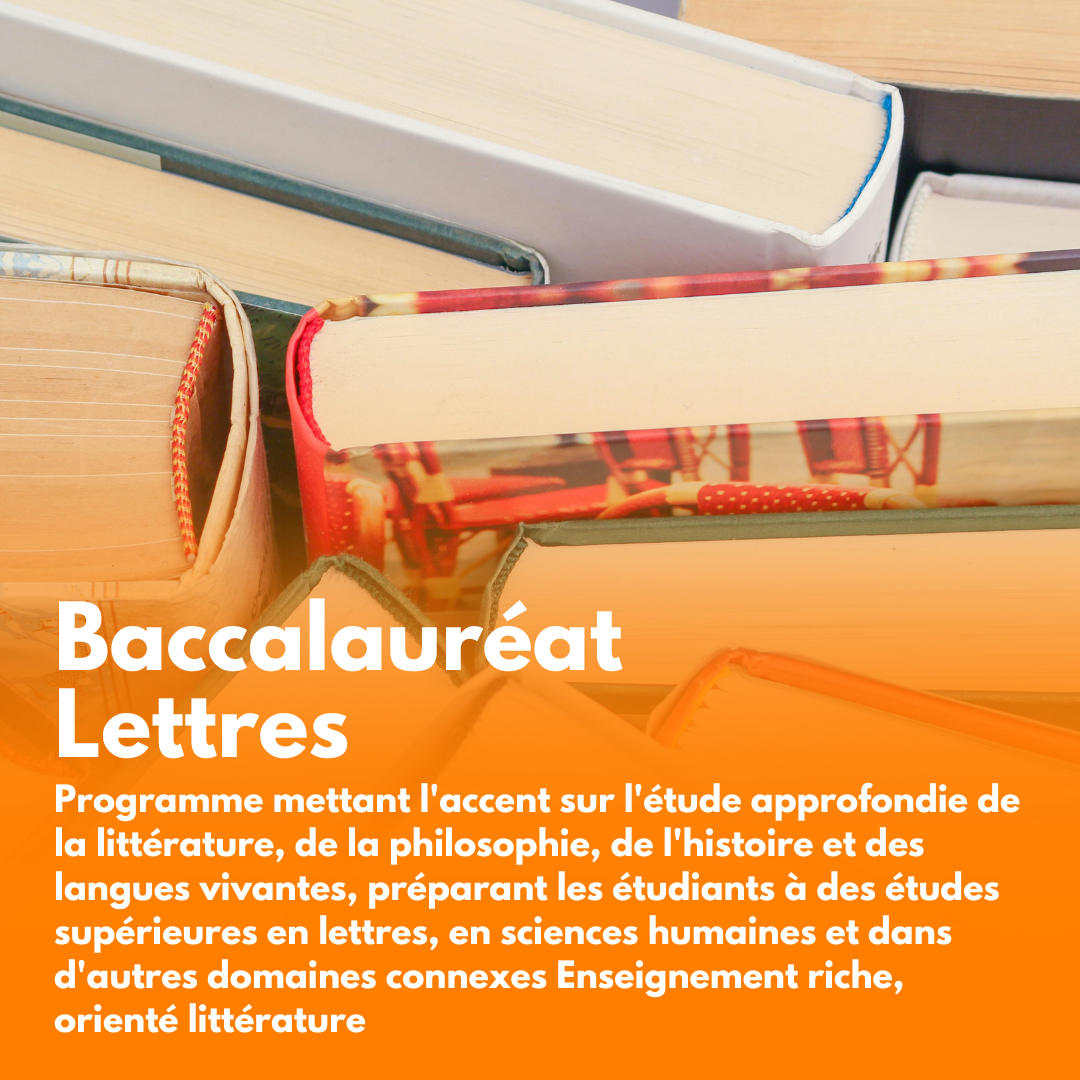 Baccalauréat
Lettres
Programme mettant l'accent sur l'étude approfondie de
la littérature, de la philosophie, de l'histoire et des
langues vivantes, préparant les étudiants à des études
supérieures en lettres, en sciences humaines et dans
d'autres domaines connexes Enseignement riche,
orienté littérature